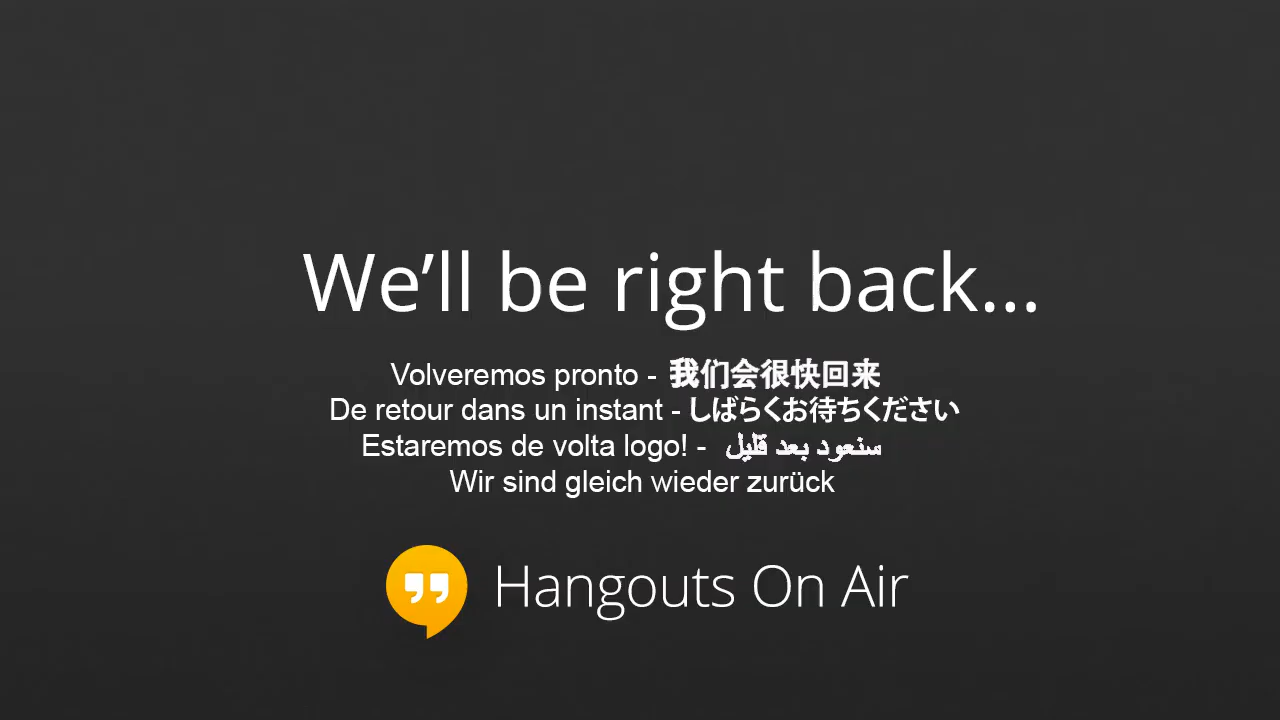 We’ll be right back...
Volveremos pronto - 我们会很快回来
De retour dans un instant - しばらくお待ちください
Estaremos de volta logo! - سنعود بعد قليل
Wir sind gleich wieder zurück
Hangouts On Air